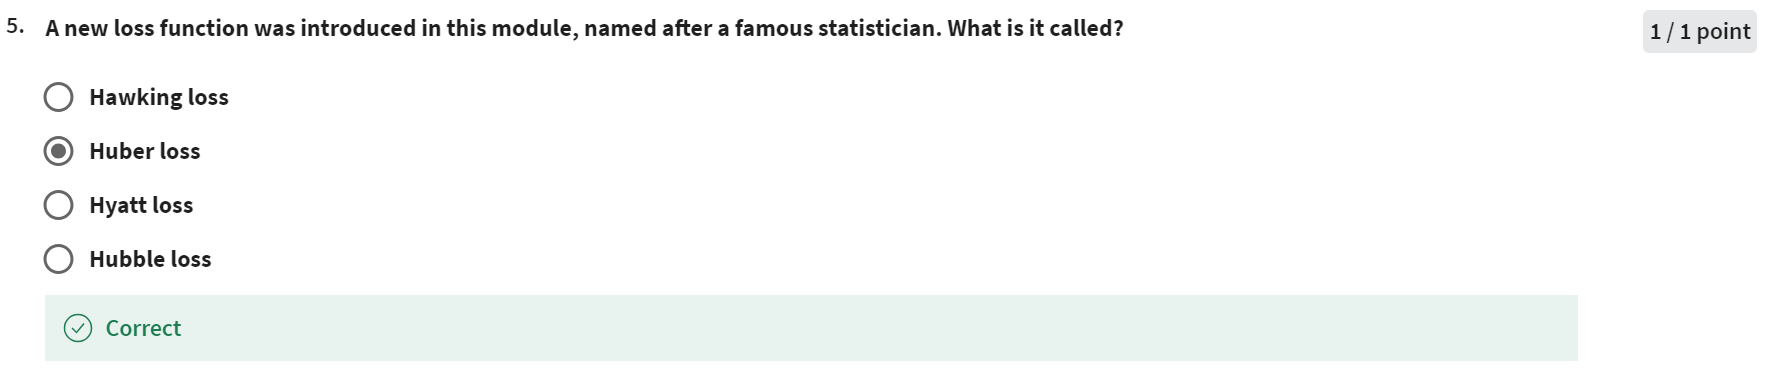 5. A new loss function was introduced in this module, named after a famous statistician. What is it called?
1 / 1 point
Hawking loss
Huber loss
Hyatt loss
Hubble loss
Correct